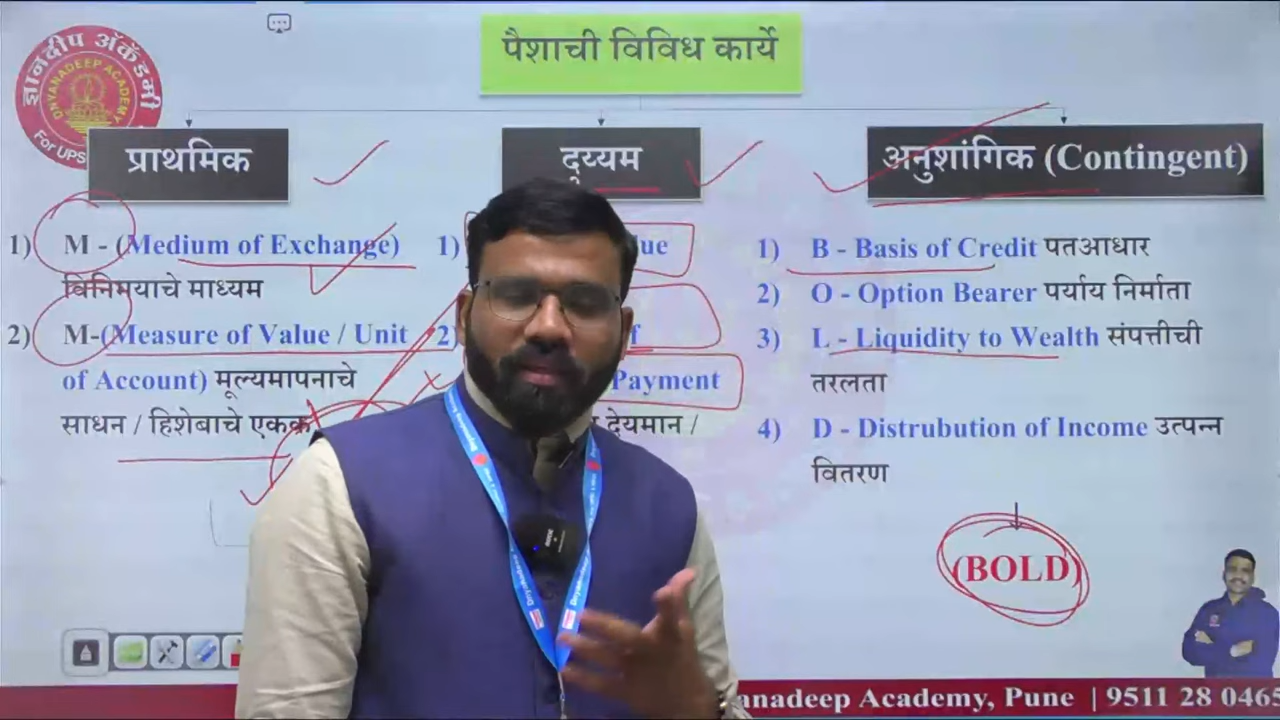 ज्ञानदीप अ‍ॅकॅडमी
DNYANADEEP ACADEMY
For UPS
पैशाची विविध कार्ये
प्राथमिक
1) M - (Medium of Exchange)
विनिमयाचे माध्यम
2) M-(Measure of Value / Unit
of Account) मूल्यमापनाचे
साधन / हिशेबाचे एकक
दुय्यम
1)
2)
Payment
देयमान /
अनुशांगिक (Contingent)
1) B - Basis of Credit पतआधार
2) O - Option Bearer पर्याय निर्माता
3) L - Liquidity to Wealth संपत्तीची
तरलता
4) D - Distrubution of Income उत्पन्न
वितरण
(BOLD)
anadeep Academy, Pune | 9511 28 0465